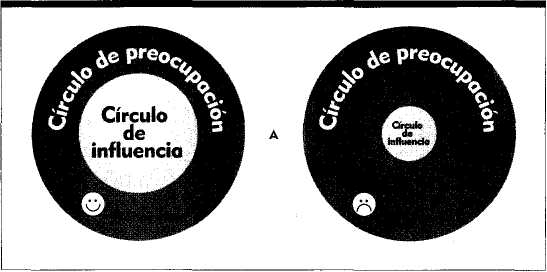 Círculo de preocupación
Círculo
de
influencia
A
Círculo de preocupación
Círculo
de
influencia